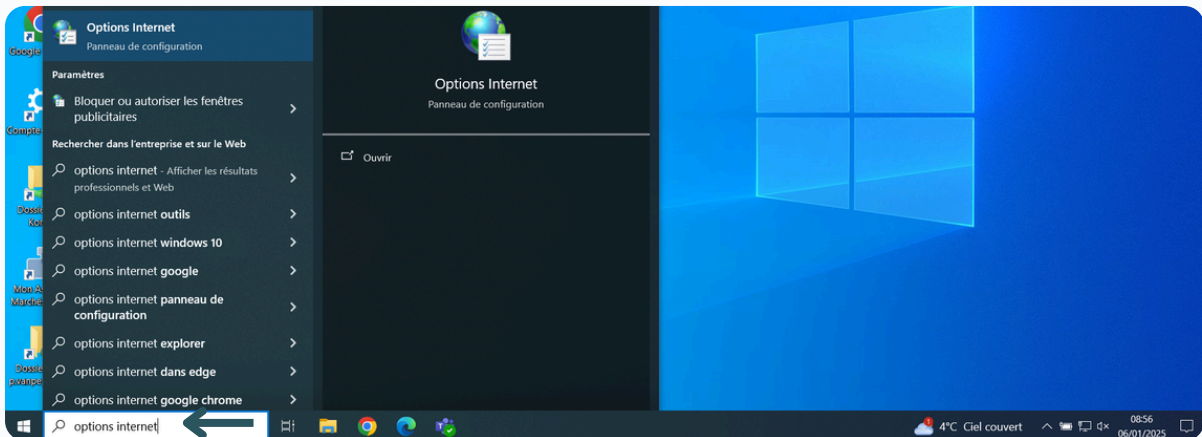 Options Internet
Panneau de configuration
Paramètres
Bloquer ou autoriser les fenêtres
publicitaires
Rechercher dans l'entreprise et sur le Web
options internet - Afficher les résultats
professionnels et Web
options internet outils
options internet windows 10
options internet google
options internet panneau de
configuration
options internet explorer
options internet dans edge
options internet google chrome
options internet
Options Internet
Panneau de configuration
Ouvrir
Google
Compte
Mon
4°C Ciel couvert
08:56
06/01/2025